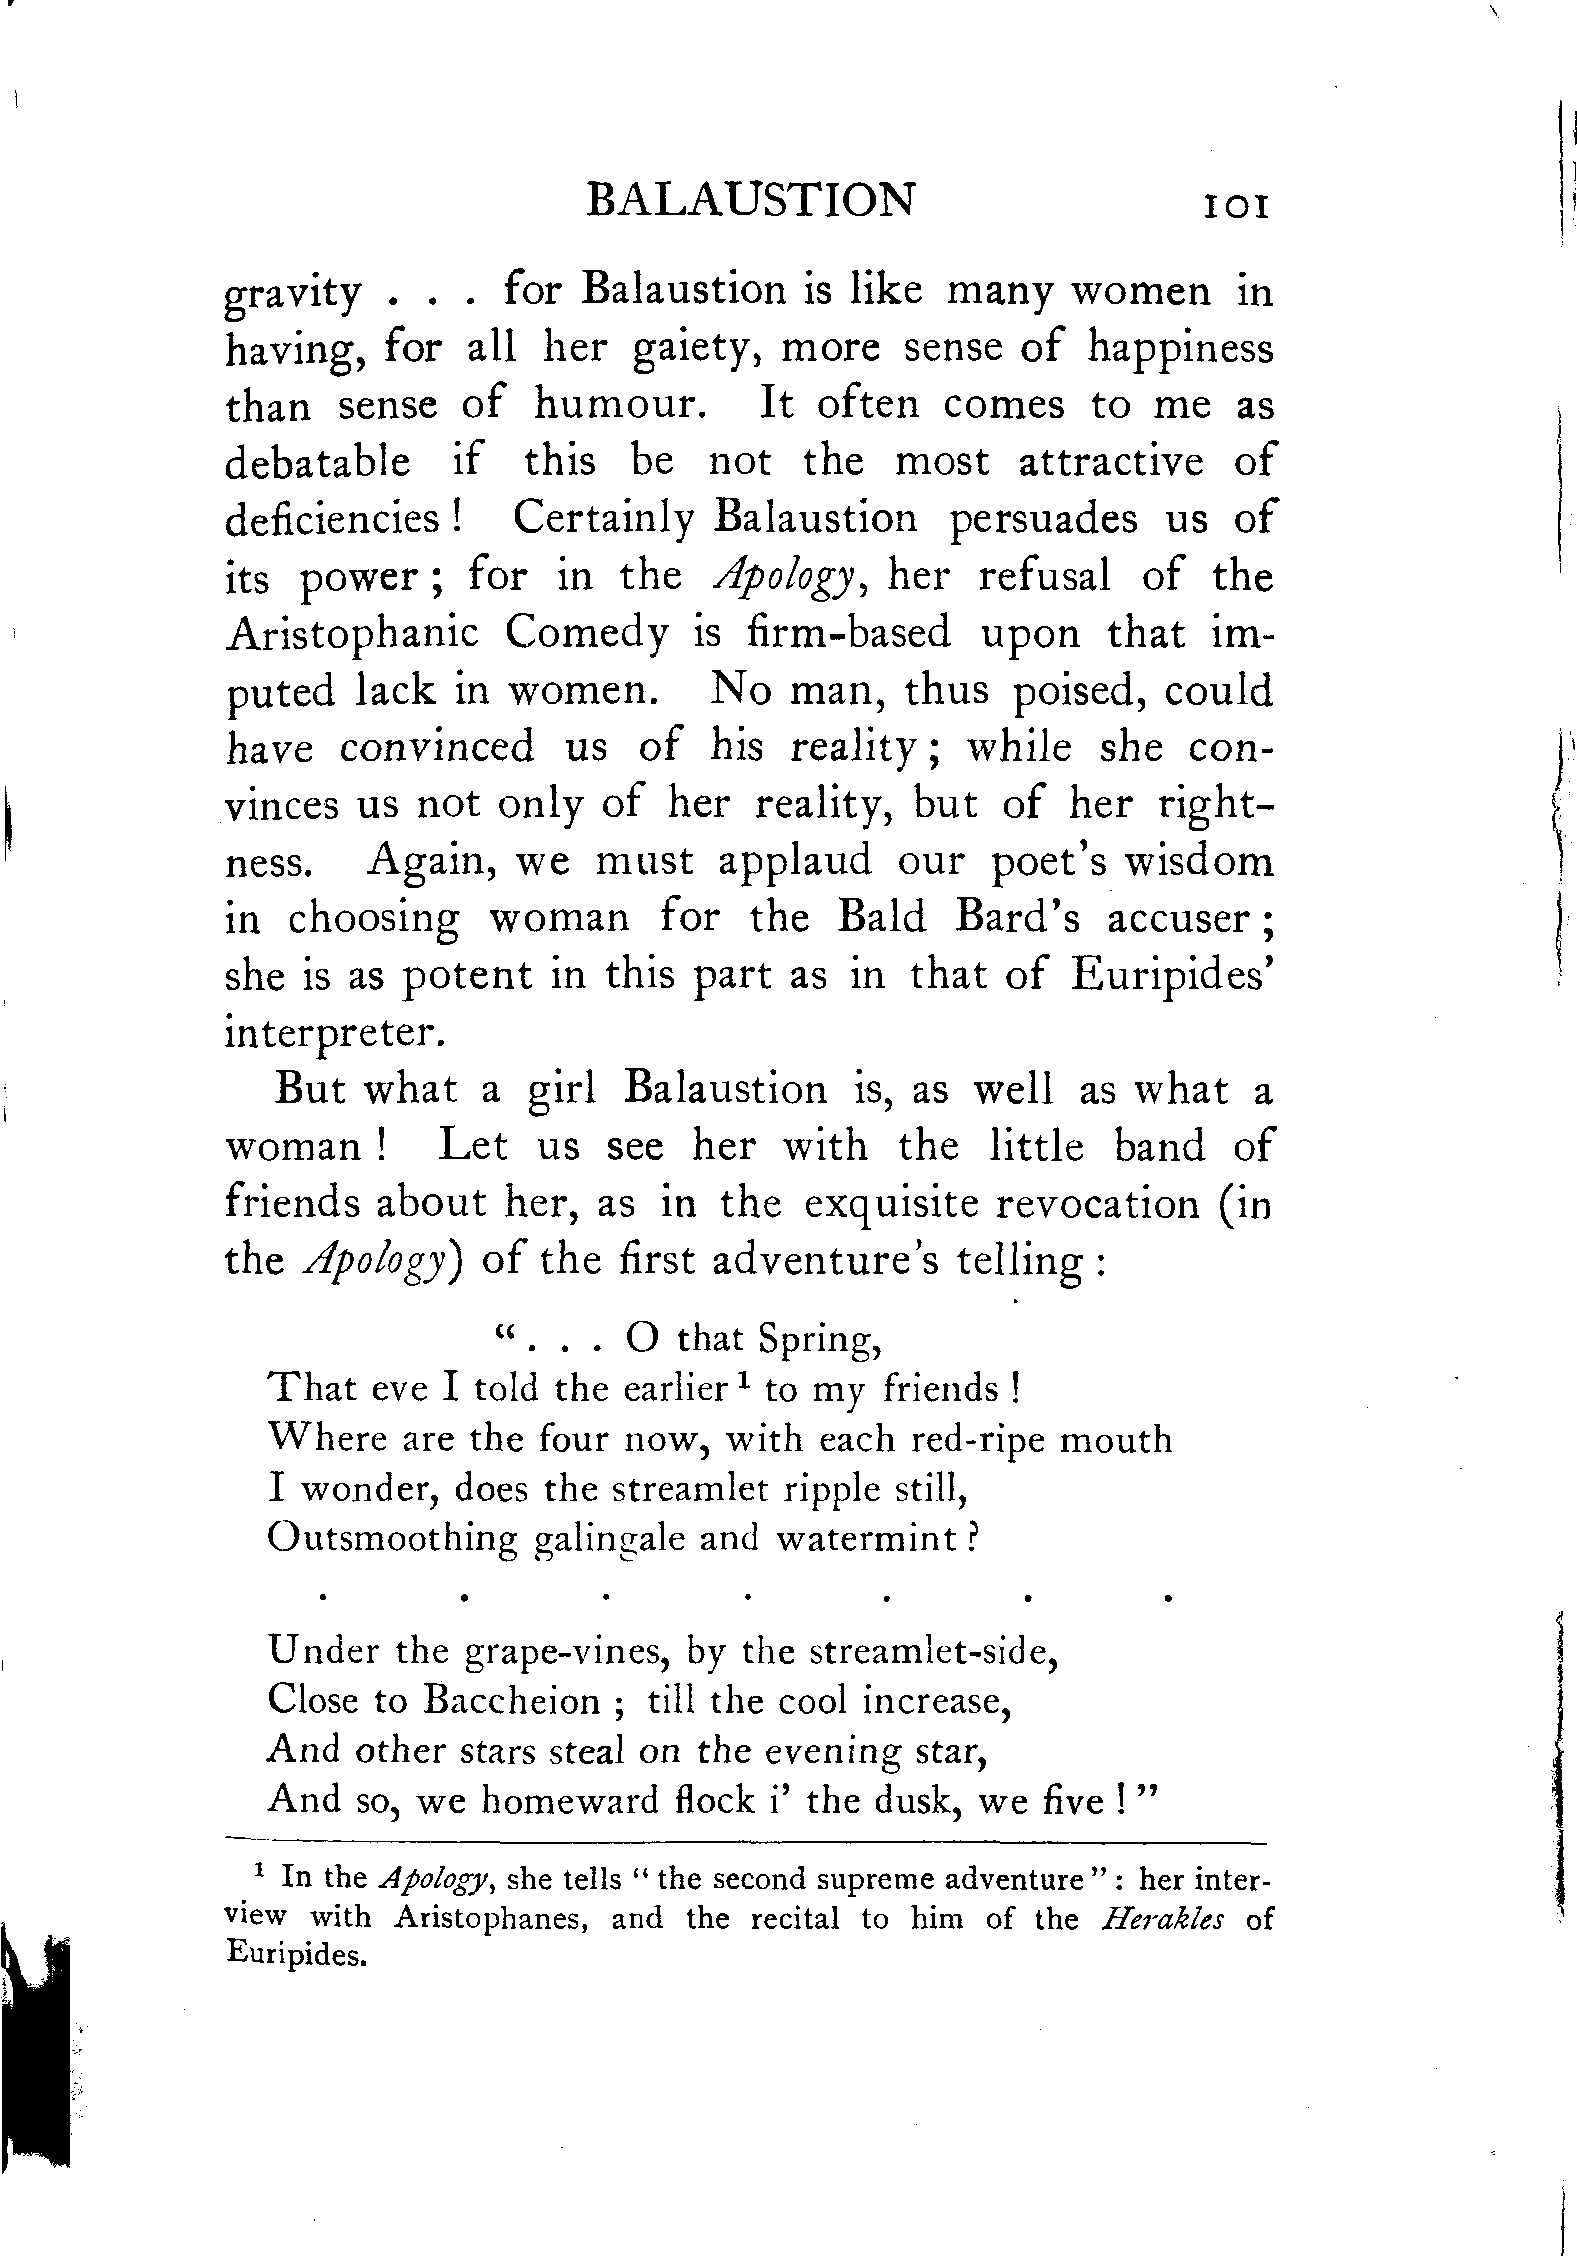 BALAUSTION 101
gravity . . . for Balaustion is like many women in
having, for all her gaiety, more sense of happiness
than sense of humour. It often comes to me as
debatable if this be not the most attractive of
deficiencies ! Certainly Balaustion persuades us of
its power ; for in the Apology, her refusal of the
Aristophanic Comedy is firm-based upon that im-
puted lack in women. No man, thus poised, could
have convinced us of his reality ; while she con-
vinces us not only of her reality, but of her right-
ness. Again, we must applaud our poet's wisdom
in choosing woman for the Bald Bard's accuser ;
she is as potent in this part as in that of Euripides'
interpreter.
But what a girl Balaustion is, as well as what a
woman ! Let us see her with the little band of
friends about her, as in the exquisite revocation (in
the Apology) of the first adventure's telling :
“ . . . O that Spring,
That eve I told the earlier ¹ to my friends !
Where are the four now, with each red-ripe mouth
I wonder, does the streamlet ripple still,
Outsmoothing galingale and watermint ?
. . . . . . .
Under the grape-vines, by the streamlet-side,
Close to Baccheion ; till the cool increase,
And other stars steal on the evening star,
And so, we homeward flock i' the dusk, we five ! ”
¹ In the Apology, she tells “ the second supreme adventure ” : her inter-
view with Aristophanes, and the recital to him of the Herakles of
Euripides.